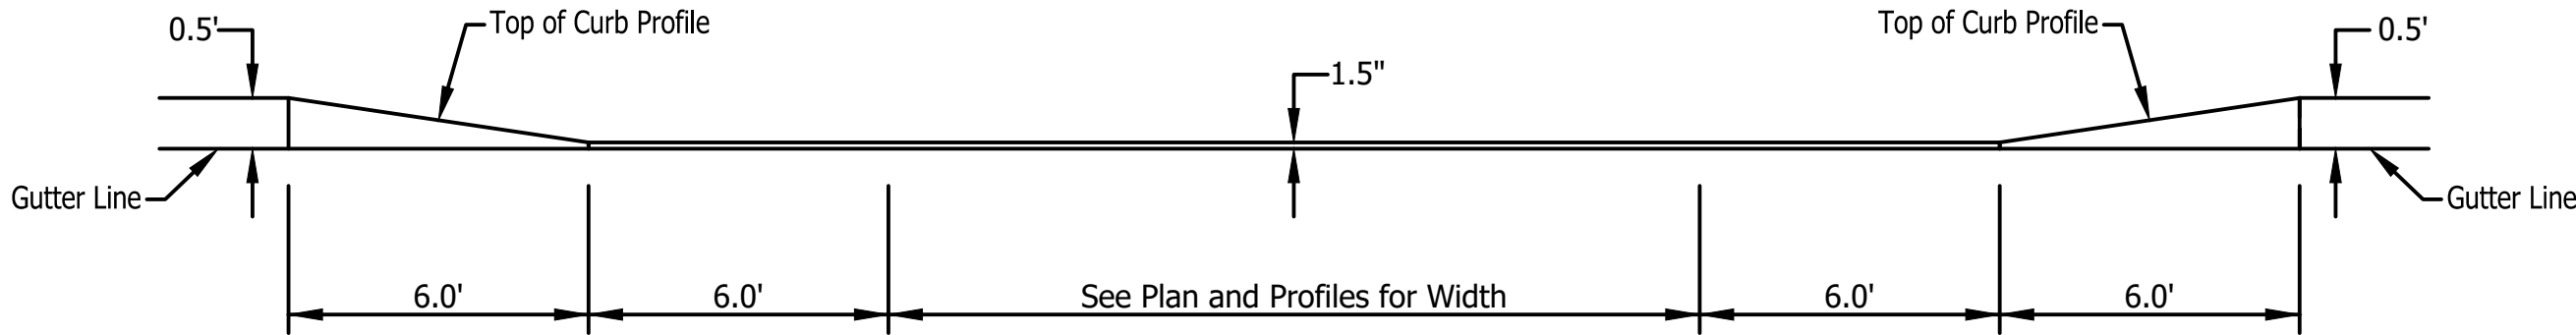 Top of Curb Profile
Top of Curb Profile
0.5'
0.5'
1.5"
Gutter Line
Gutter Line
6.0'
6.0'
See Plan and Profiles for Width
6.0'
6.0'